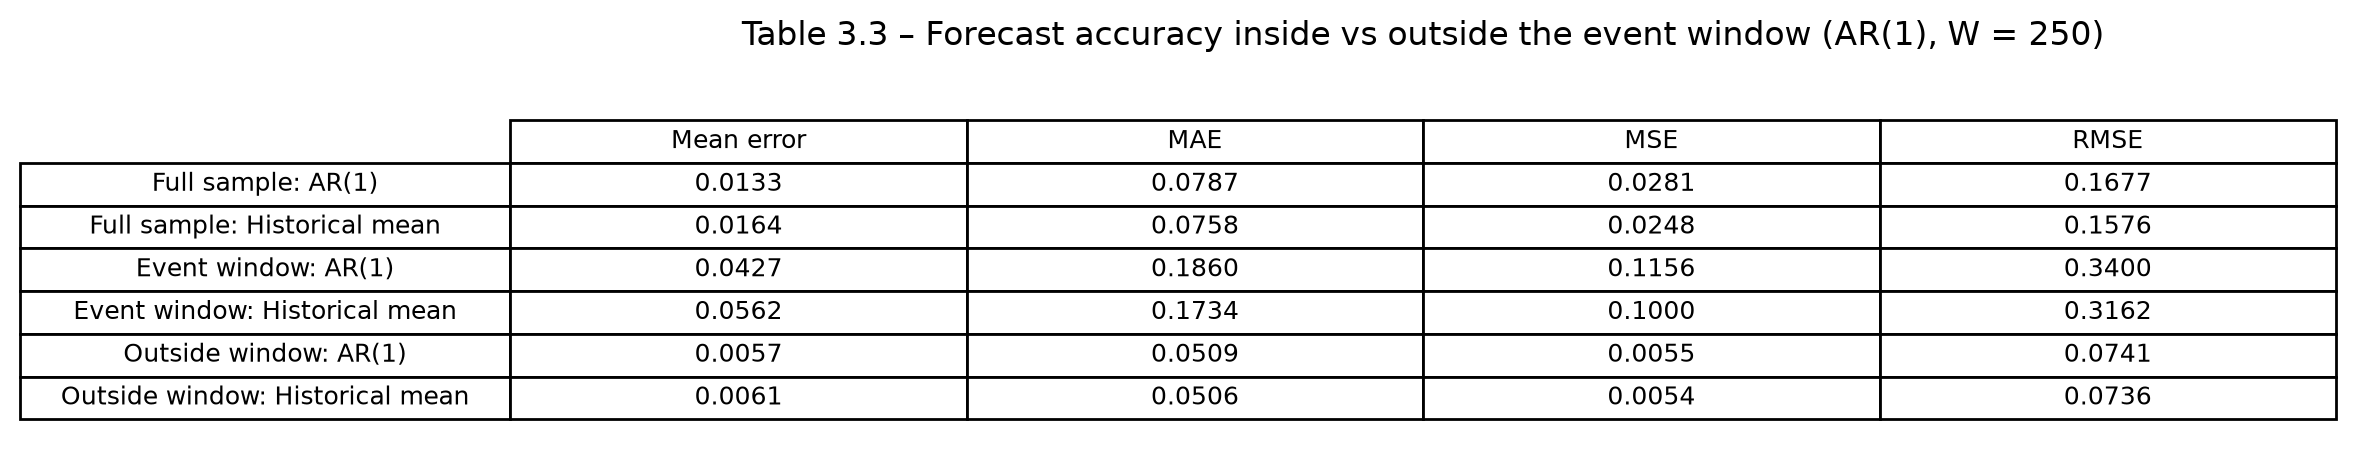 Table 3.3 – Forecast accuracy inside vs outside the event window (AR(1), W = 250)
Mean error MAE MSE RMSE
Full sample: AR(1) 0.0133 0.0787 0.0281 0.1677
Full sample: Historical mean 0.0164 0.0758 0.0248 0.1576
Event window: AR(1) 0.0427 0.1860 0.1156 0.3400
Event window: Historical mean 0.0562 0.1734 0.1000 0.3162
Outside window: AR(1) 0.0057 0.0509 0.0055 0.0741
Outside window: Historical mean 0.0061 0.0506 0.0054 0.0736